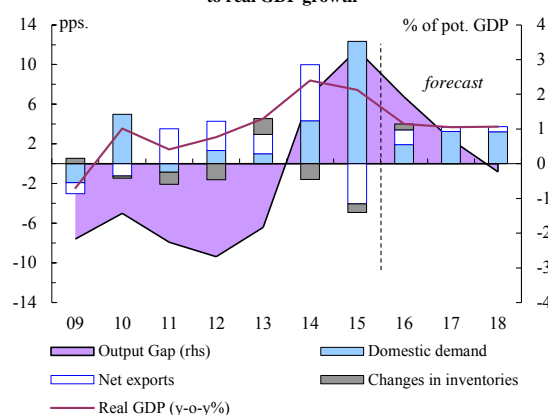 to real GDP growth
pps.
% of pot. GDP
14
10
6
2
-2
-6
-10
-14
4
3
2
1
0
-1
-2
-3
-4
forecast
09 10 11 12 13 14 15 16 17 18
Output Gap (rhs)
Domestic demand
Net exports
Changes in inventories
Real GDP (y-o-y%)